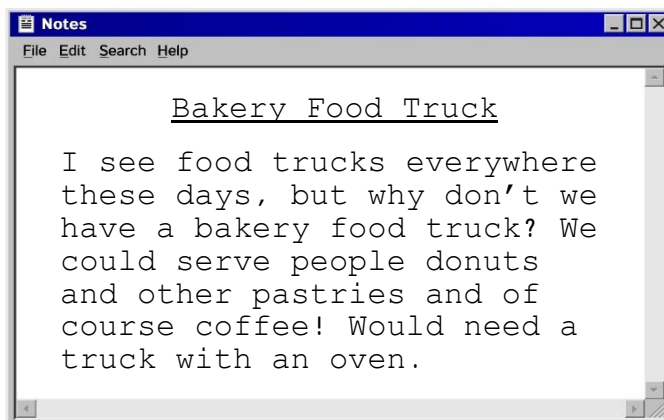 Notes
File Edit Search Help
Bakery Food Truck
I see food trucks everywhere
these days, but why don't we
have a bakery food truck? We
could serve people donuts
and other pastries and of
course coffee! Would need a
truck with an oven.